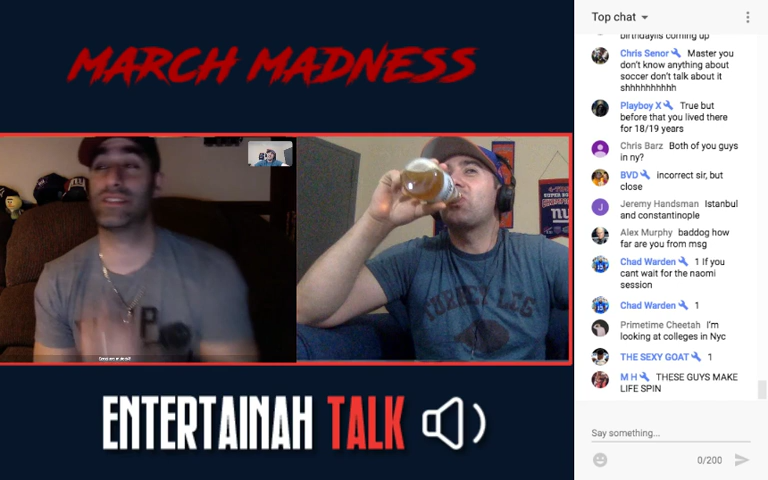 MARCH MADNESS
P
TURKEY LEG
NU
ENTERTAINAH TALK
Top chat
birthdayiis coming up
Chris Senor Master you
don't know anything about
soccer don't talk about it
shhhhhhhhhh
Playboy X True but
before that you lived there
for 18/19 years
Chris Barz Both of you guys
in ny?
BVD incorrect sir, but
close
Jeremy Handsman Istanbul
and constantinople
Alex Murphy baddog how
far are you from msg
Chad Warden 1 If you
cant wait for the naomi
session
Chad Warden 1
Primetime Cheetah I'm
looking at colleges in Nyc
THE SEXY GOAT 1
M H THESE GUYS MAKE
LIFE SPIN
Say something...
0/200